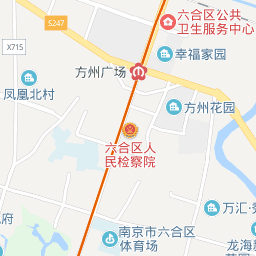 S247
六合区公共
卫生服务中心
X715
幸福家园
方州广场
凤凰北村
方州花园
六合区人
民检察院
万汇·
府
南京市六合区
体育场
龙海